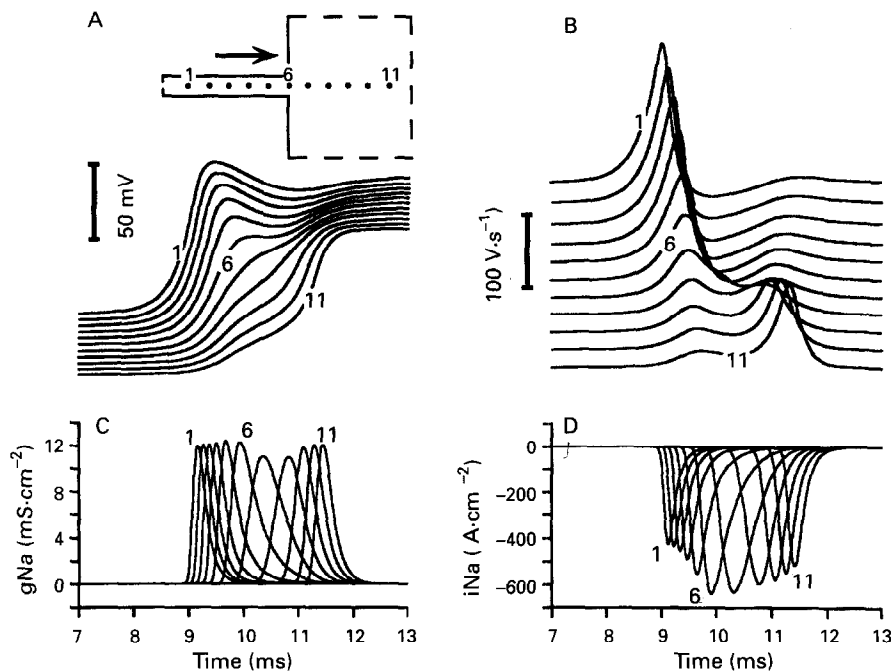 A
1 6 11
50 mV
1
6
11
B
1
100 V·s⁻¹
6
11
C
gNa (mS·cm⁻²)
12
8
4
0
1 6 11
7 8 9 10 11 12 13
Time (ms)
D
iNa ( A·cm⁻²)
0
−200
−400
−600
1
6
11
7 8 9 10 11 12 13
Time (ms)